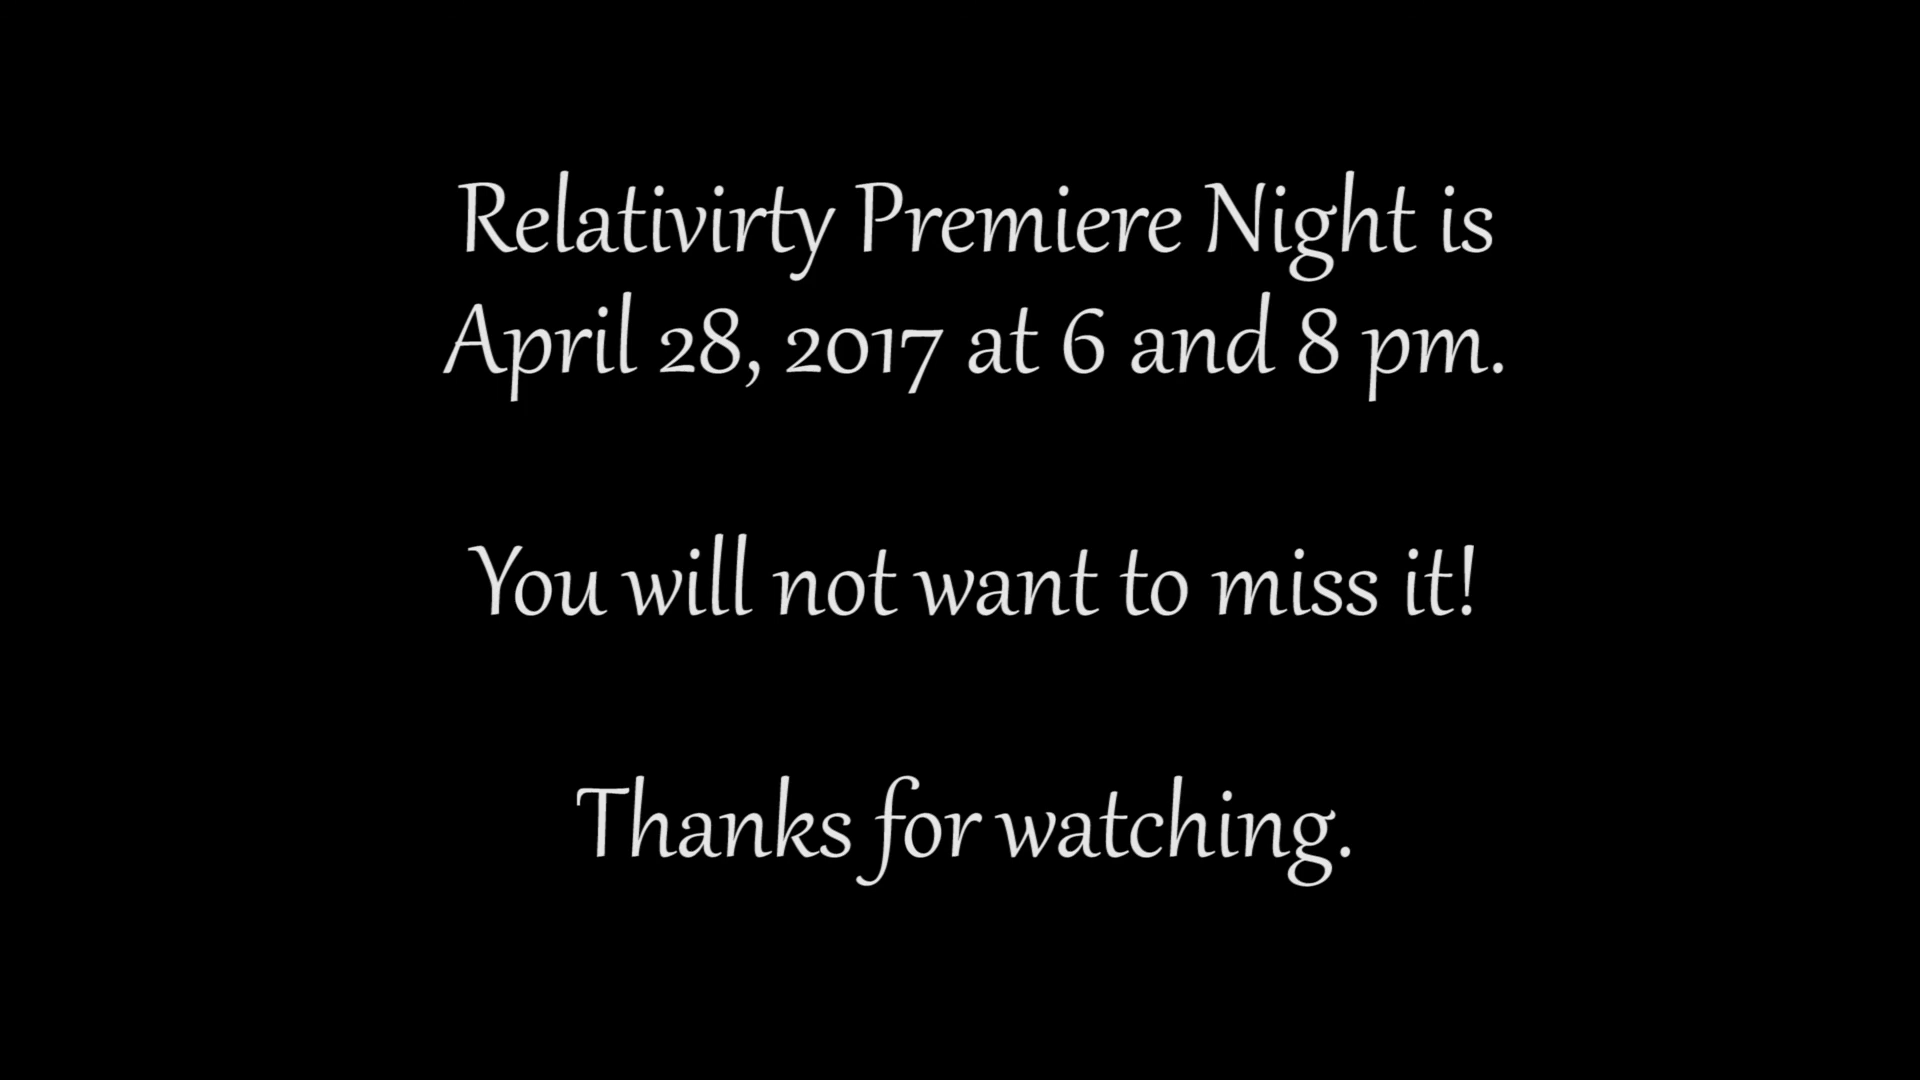 Relativirty Premiere Night is
April 28, 2017 at 6 and 8 pm.
You will not want to miss it!
Thanks for watching.